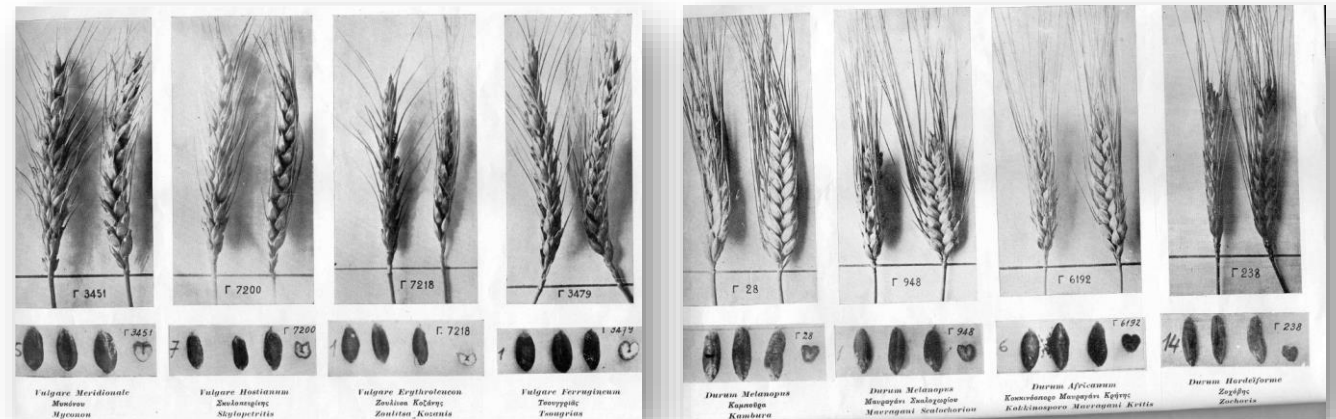 Γ 3451
Γ 7200
Γ 7218
Γ 3479
Γ 28
Γ 948
Γ 6192
Γ 238
5
Γ 3451
7
Γ 7200
1
Γ 7218
1
Γ 3479
Γ 28
1
Γ 948
6
Γ 6192
14
Γ 238
Vulgare Meridionale
Μυκόνου
Myconou
Vulgare Hostianum
Σκυλοπετρίτης
Skylopetritis
Vulgare Erythroleucon
Ζουλίτσα Κοζάνης
Zoulitsa Kozanis
Vulgare Ferrugineum
Τσουγγριάς
Tsougrias
Durum Melanopus
Καμπούρα
Kambura
Durum Melanopus
Μαυραγάνι Σκαλοχωρίου
Mavragani Scalochoriou
Durum Africanum
Κοκκινόσπορο Μαυραγάνι Κρήτης
Kokkinosporo Mavragani Kritis
Durum Hordeiforme
Ζοχάβης
Zochavis